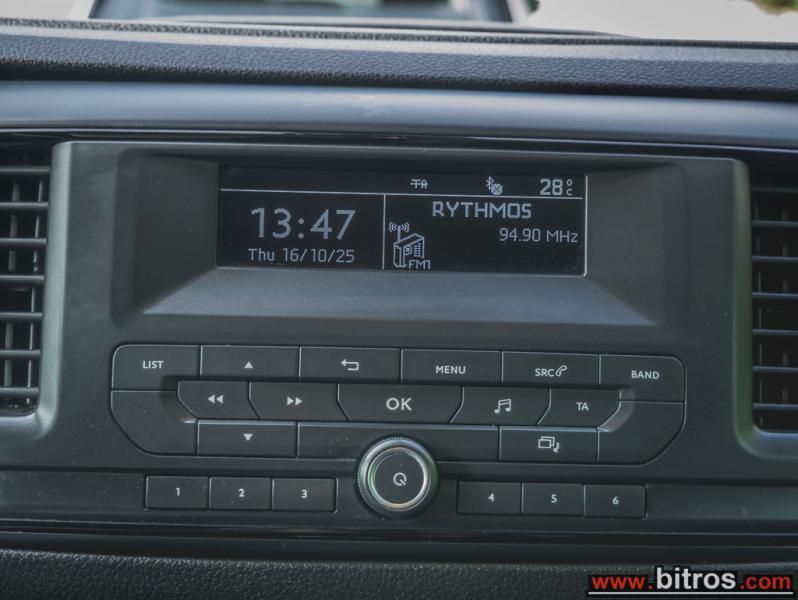 TA 28°C
13:47
Thu 16/10/25
RYTHMOS
94.90 MHz
FM1
LIST MENU SRC BAND
OK TA
1 2 3 4 5 6
www.bitros.com